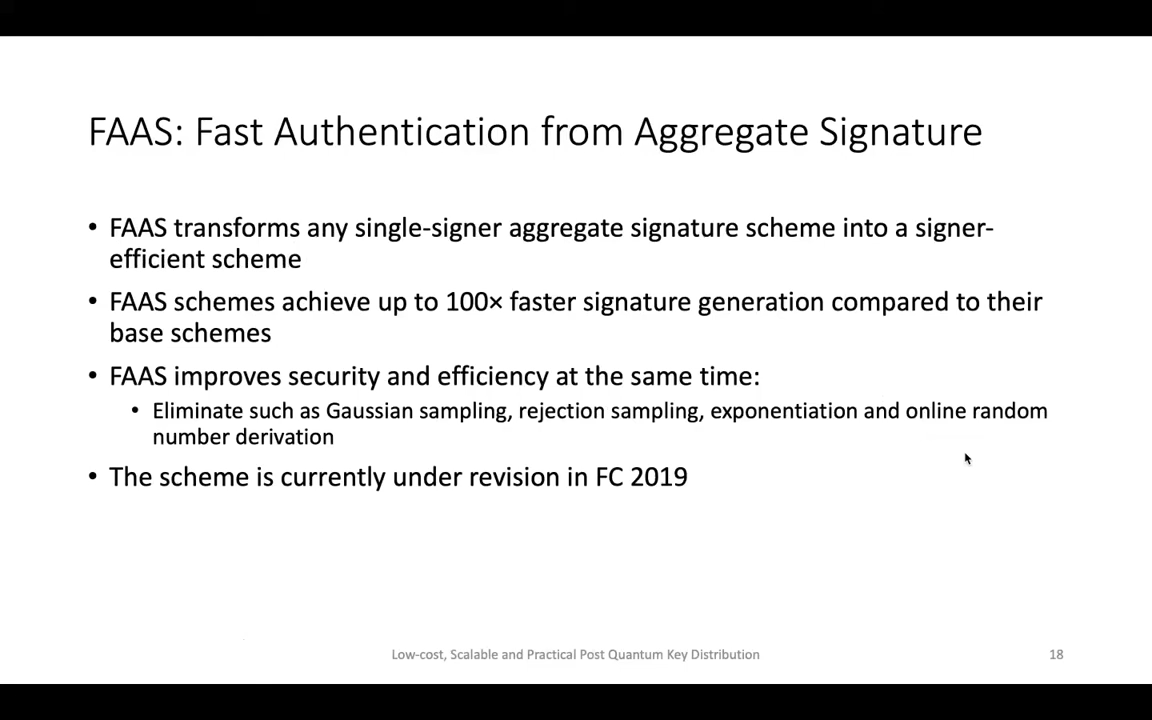 FAAS: Fast Authentication from Aggregate Signature
• FAAS transforms any single-signer aggregate signature scheme into a signer-
efficient scheme
• FAAS schemes achieve up to 100× faster signature generation compared to their
base schemes
• FAAS improves security and efficiency at the same time:
• Eliminate such as Gaussian sampling, rejection sampling, exponentiation and online random
number derivation
• The scheme is currently under revision in FC 2019
Low-cost, Scalable and Practical Post Quantum Key Distribution
18